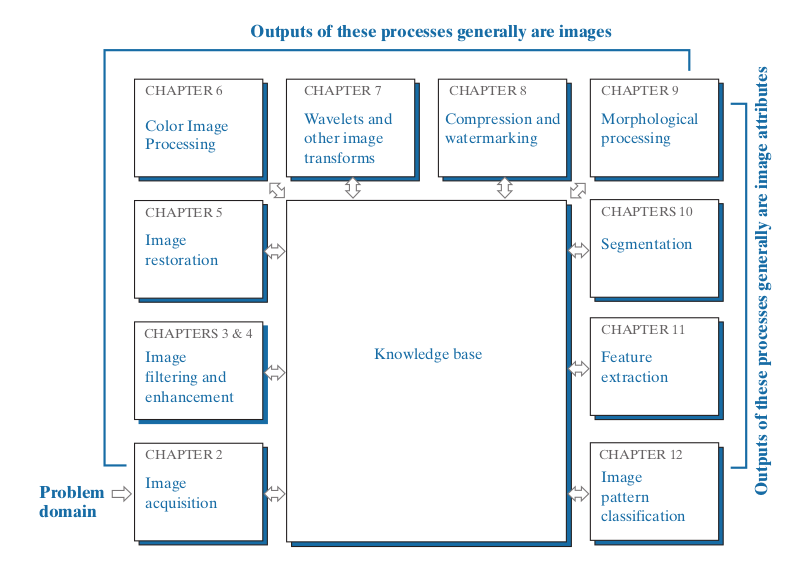 Outputs of these processes generally are images
CHAPTER 6
Color Image
Processing
CHAPTER 7
Wavelets and
other image
transforms
CHAPTER 8
Compression and
watermarking
CHAPTER 9
Morphological
processing
CHAPTER 5
Image
restoration
CHAPTERS 10
Segmentation
CHAPTERS 3 & 4
Image
filtering and
enhancement
Knowledge base
CHAPTER 11
Feature
extraction
CHAPTER 2
Image
acquisition
CHAPTER 12
Image
pattern
classification
Problem
domain
Outputs of these processes generally are image attributes